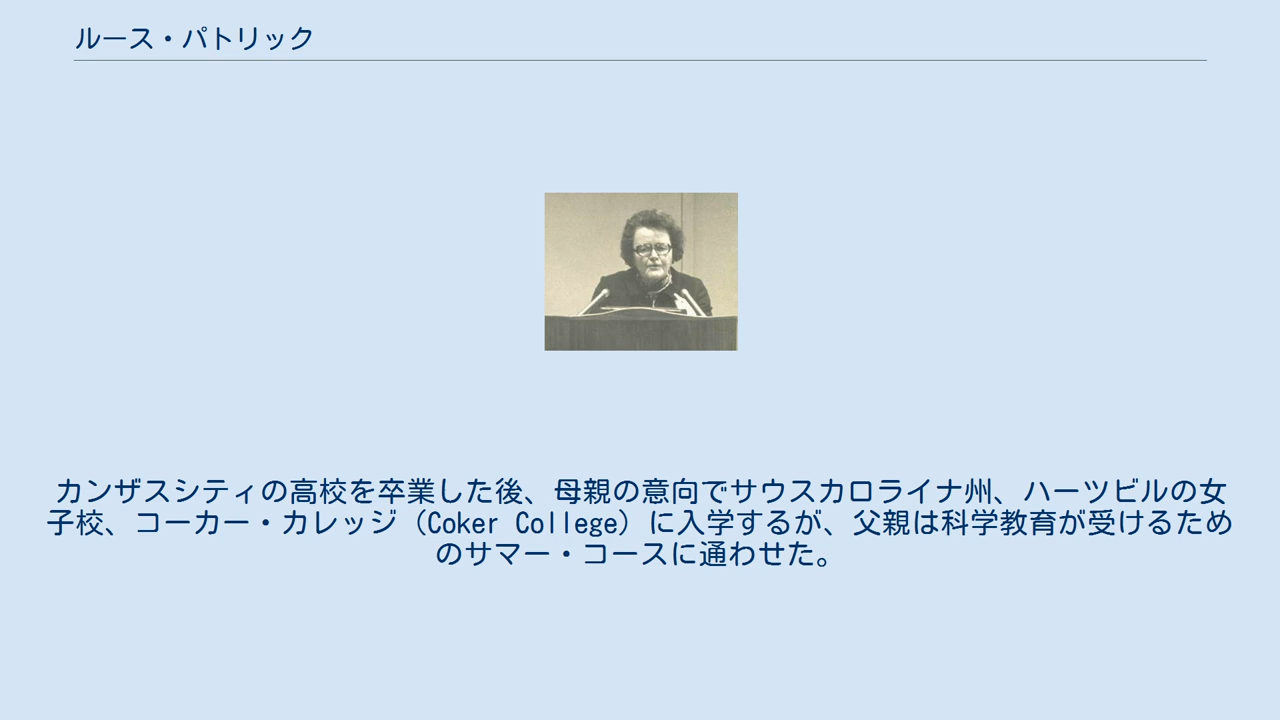 ルース・パトリック
カンザスシティの高校を卒業した後、母親の意向でサウスカロライナ州、ハーツビルの女
子校、コーカー・カレッジ（Coker College）に入学するが、父親は科学教育が受けるため
のサマー・コースに通わせた。